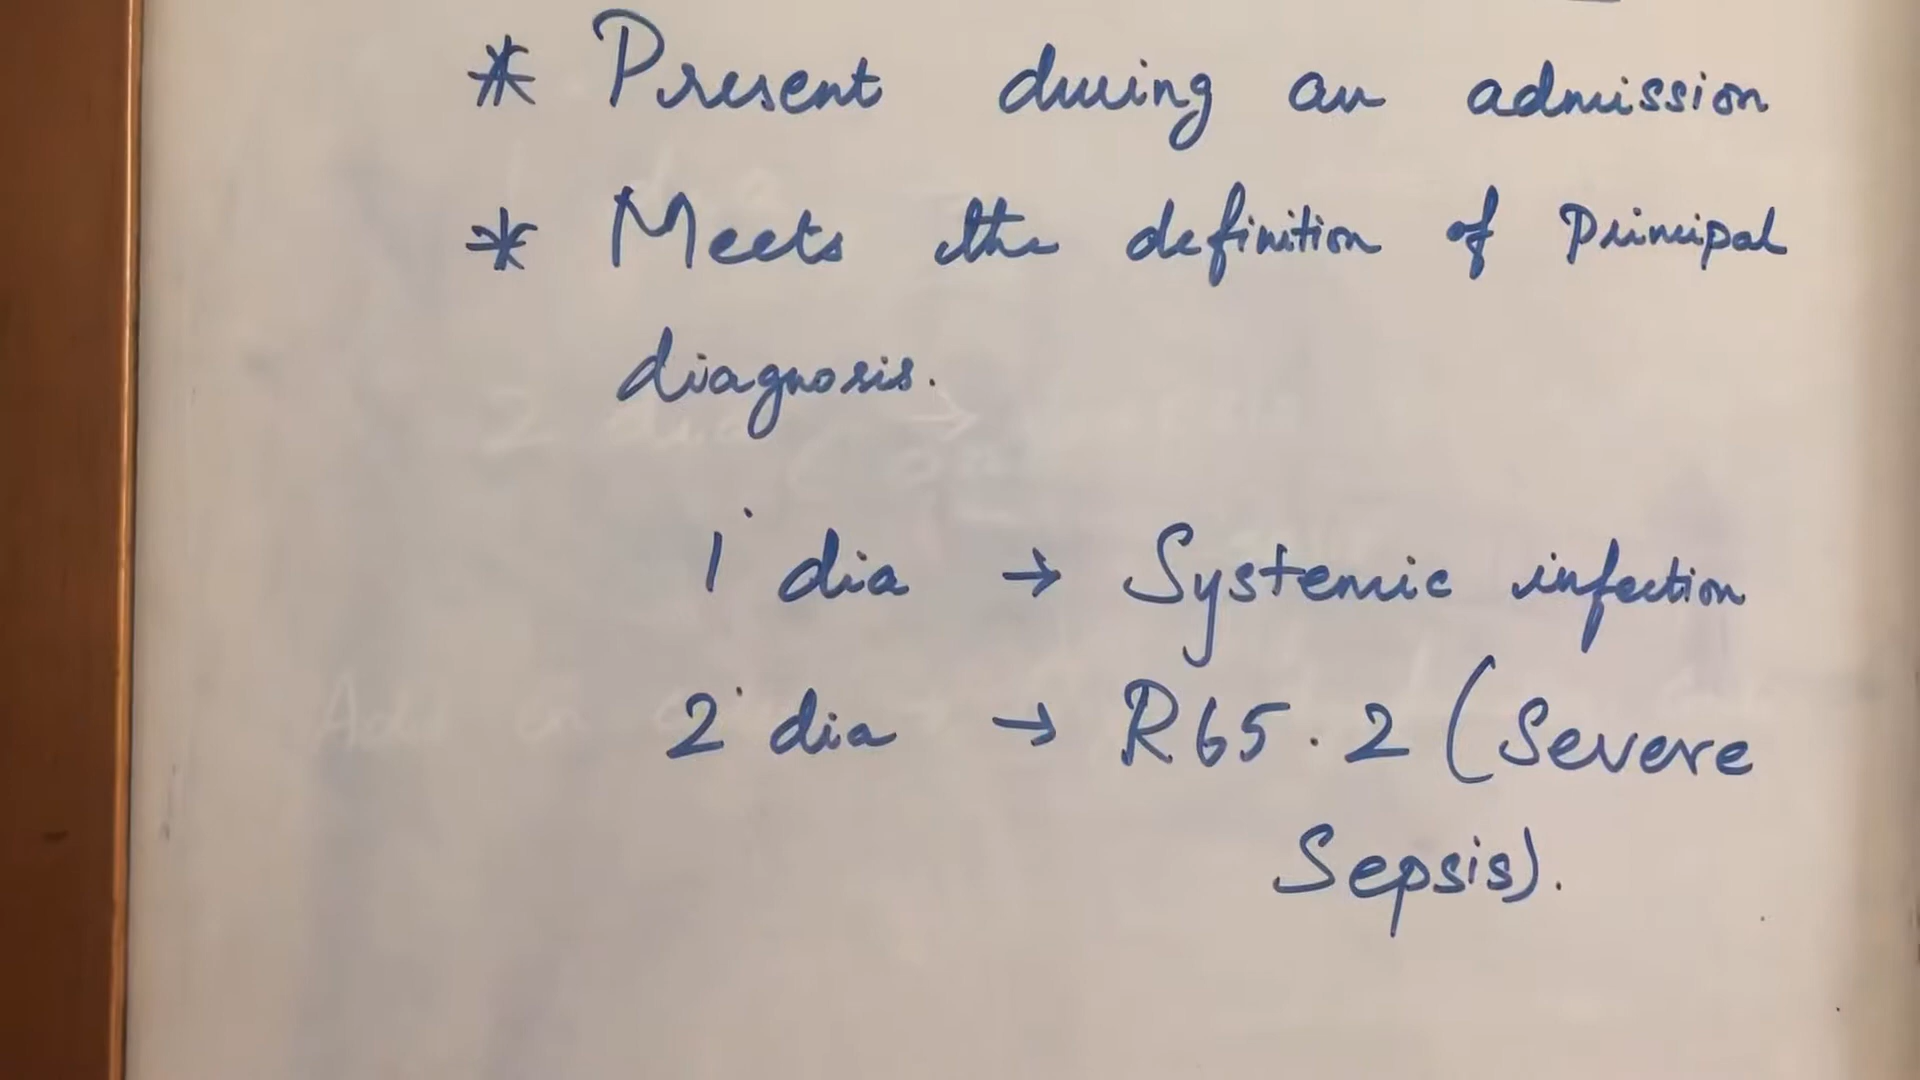 * Present during an admission
* Meets the definition of Principal
diagnosis.
1° dia → Systemic infection
2° dia → R65.2 (Severe
Sepsis).